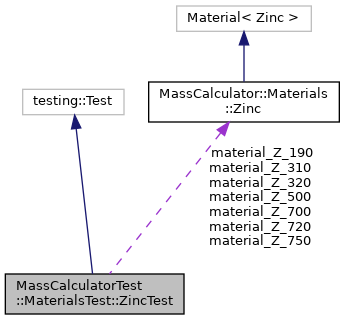 Material< Zinc >
testing::Test
MassCalculator::Materials
::Zinc
material_Z_190
material_Z_310
material_Z_320
material_Z_500
material_Z_700
material_Z_720
material_Z_750
MassCalculatorTest
::MaterialsTest::ZincTest